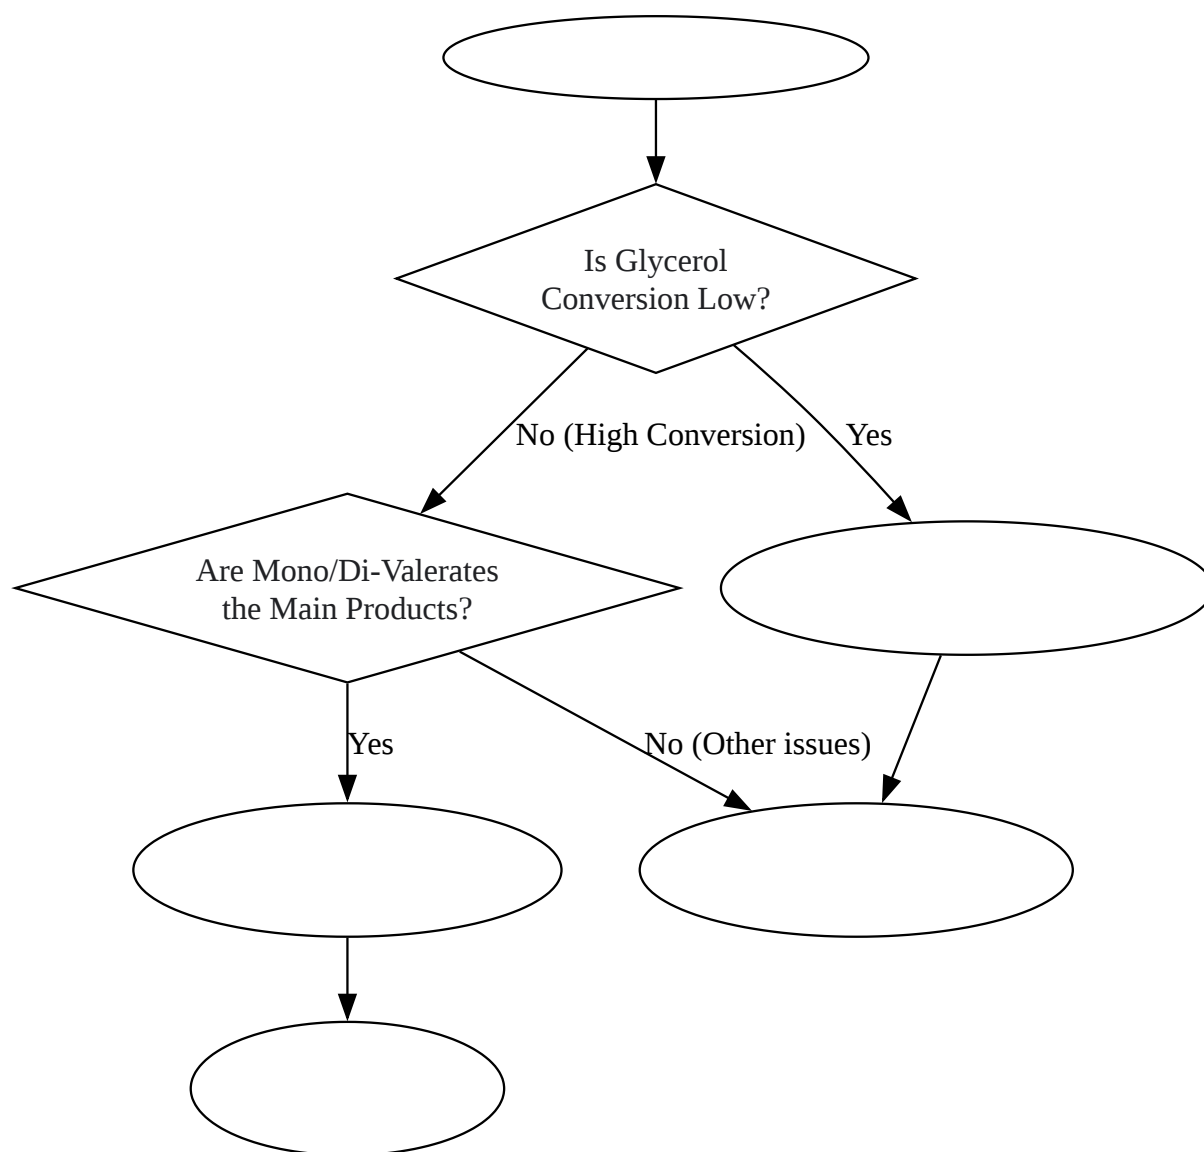 Is Glycerol
Conversion Low?
No (High Conversion)
Yes
Are Mono/Di-Valerates
the Main Products?
Yes
No (Other issues)